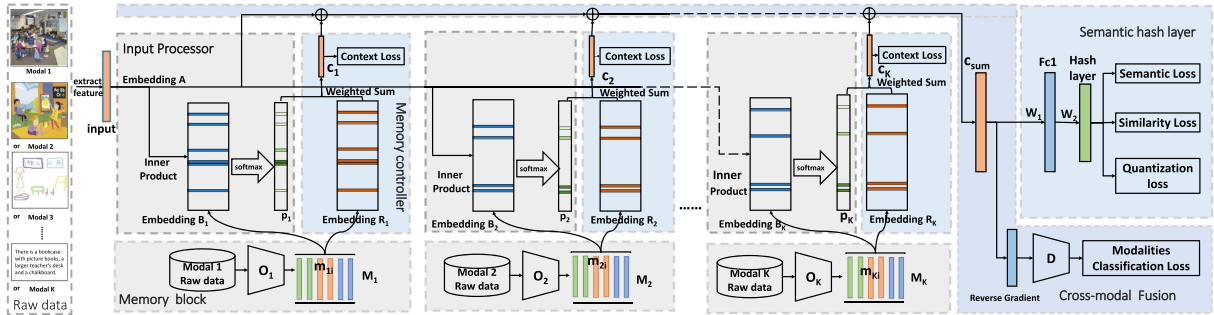 Modal 1
or Modal 2
or Modal 3
There is a bookcase
with picture books, a
larger teacher's desk
and a chalkboard.
or Modal K
Raw data
extract
feature
input
Input Processor
Embedding A
Inner
Product
softmax
Embedding B1
p1
c1
Context Loss
Weighted Sum
Embedding R1
Memory controller
Modal 1
Raw data
O1
m1i
M1
Memory block
c2
Context Loss
Weighted Sum
Inner
Product
softmax
Embedding B2
p2
Embedding R2
Modal 2
Raw data
O2
m2i
M2
......
cK
Context Loss
Weighted Sum
Inner
Product
softmax
Embedding BK
pK
Embedding RK
Modal K
Raw data
OK
mKi
MK
csum
Semantic hash layer
Fc1
Hash
layer
W1
W2
Semantic Loss
Similarity Loss
Quantization
loss
Reverse Gradient
D
Modalities
Classification Loss
Cross-modal Fusion